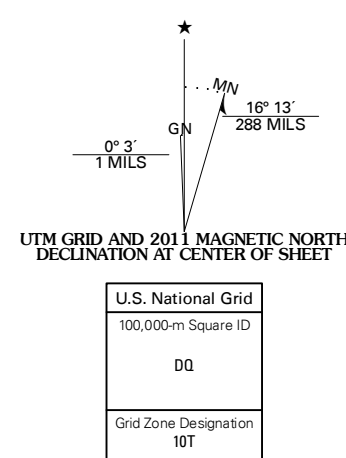 MN
GN
16° 13´
288 MILS
0° 3´
1 MILS
UTM GRID AND 2011 MAGNETIC NORTH
DECLINATION AT CENTER OF SHEET
U.S. National Grid
100,000-m Square ID
DQ
Grid Zone Designation
10T